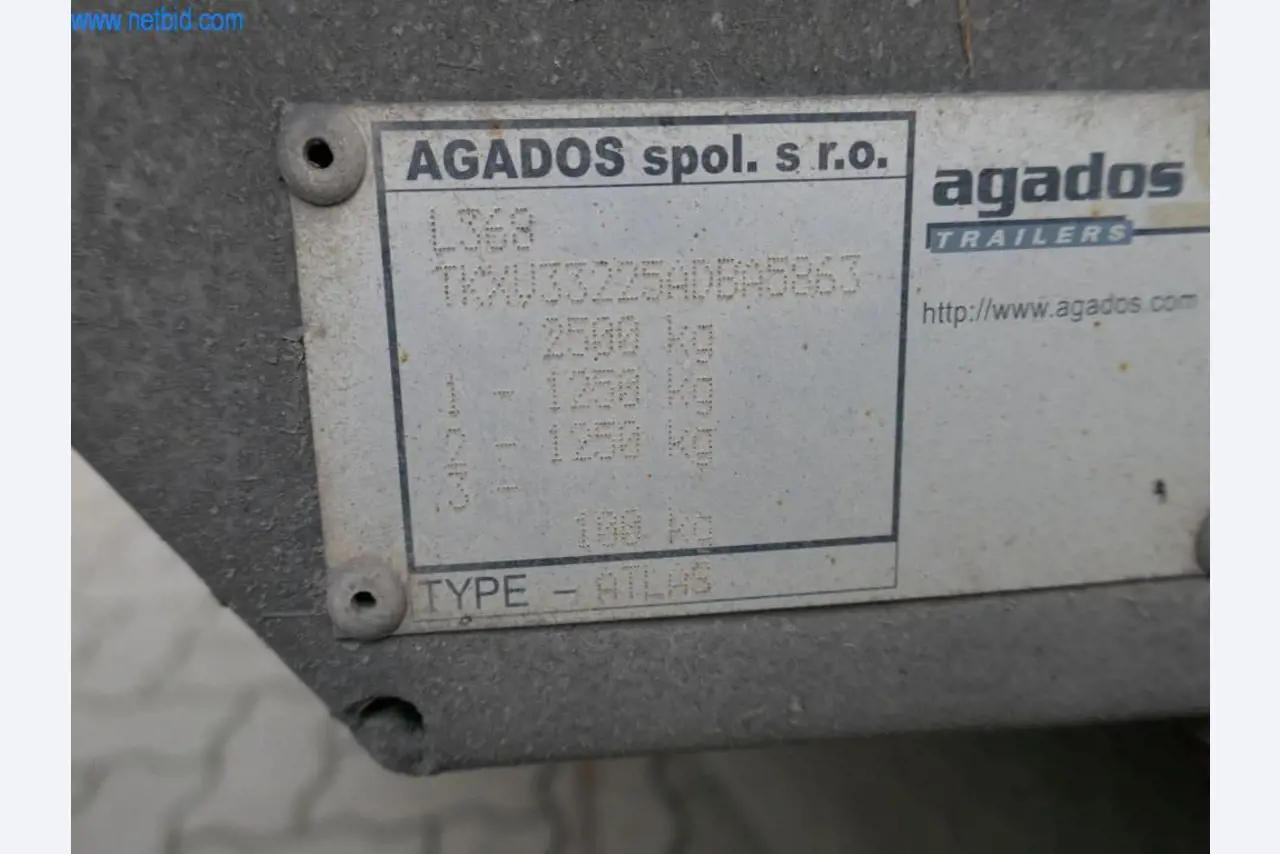 www.netbid.com
AGADOS spol. s r.o.
L368
TKXV33225ADBA5863
2500 kg
1 - 1250 kg
2 - 1250 kg
3 -
100 kg
TYPE - ATLAS
agados
TRAILERS
http://www.agados.com